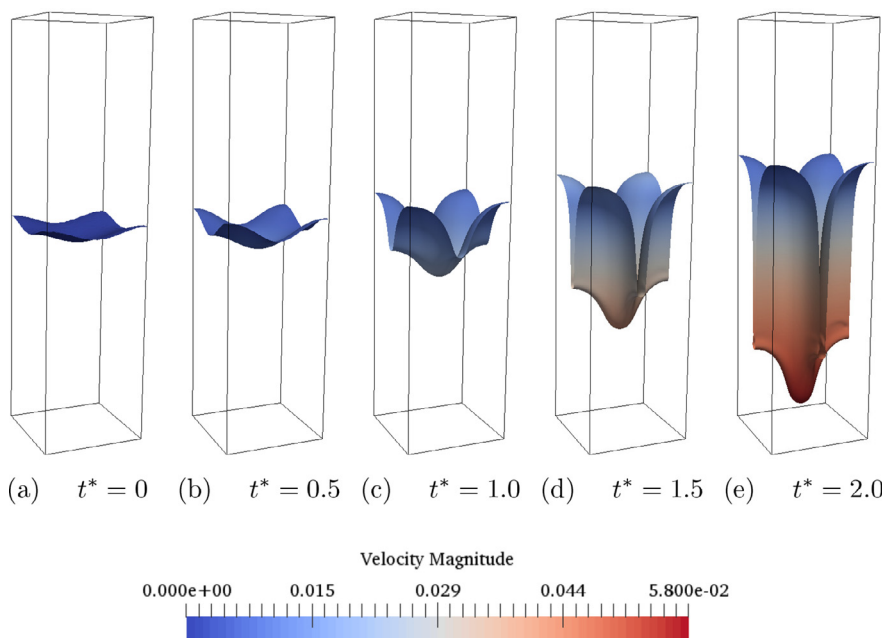 (a) t* = 0 (b) t* = 0.5 (c) t* = 1.0 (d) t* = 1.5 (e) t* = 2.0
Velocity Magnitude
0.000e+00 0.015 0.029 0.044 5.800e-02